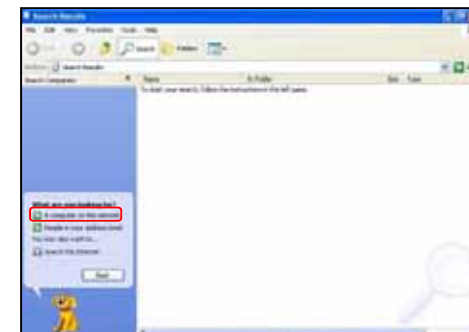 Search Results
File Edit View Favorites Tools Help
Search Folders
Address Search Results
Search Companion
Name In Folder Size Type
To start your search, follow the instructions in the left pane.
What are you looking for?
A computer on the network
People in your address book
You may also want to...
Search the Internet
Back